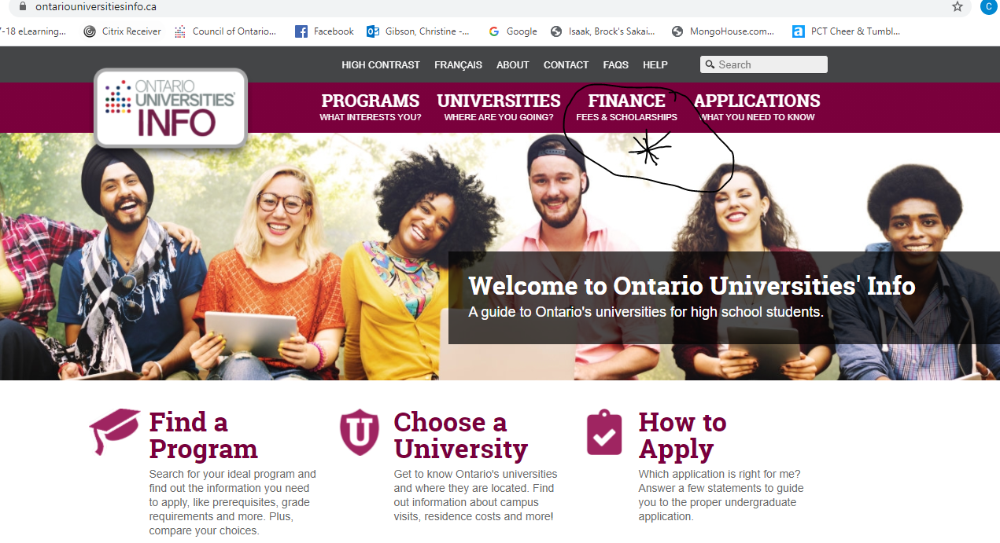 ontariouniversitiesinfo.ca
C
7-18 eLearning... Citrix Receiver Council of Ontario... Facebook Gibson, Christine -... Google Isaak, Brock's Sakai... MongoHouse.com... PCT Cheer & Tumbl...
HIGH CONTRAST FRANÇAIS ABOUT CONTACT FAQS HELP Search
ONTARIO
UNIVERSITIES'
INFO
PROGRAMS UNIVERSITIES FINANCE APPLICATIONS
WHAT INTERESTS YOU? WHERE ARE YOU GOING? FEES & SCHOLARSHIPS WHAT YOU NEED TO KNOW
Welcome to Ontario Universities' Info
A guide to Ontario's universities for high school students.
Find a
Program
Search for your ideal program and
find out the information you need
to apply, like prerequisites, grade
requirements and more. Plus,
compare your choices.
U
Choose a
University
Get to know Ontario's universities
and where they are located. Find
out information about campus
visits, residence costs and more!
How to
Apply
Which application is right for me?
Answer a few statements to guide
you to the proper undergraduate
application.